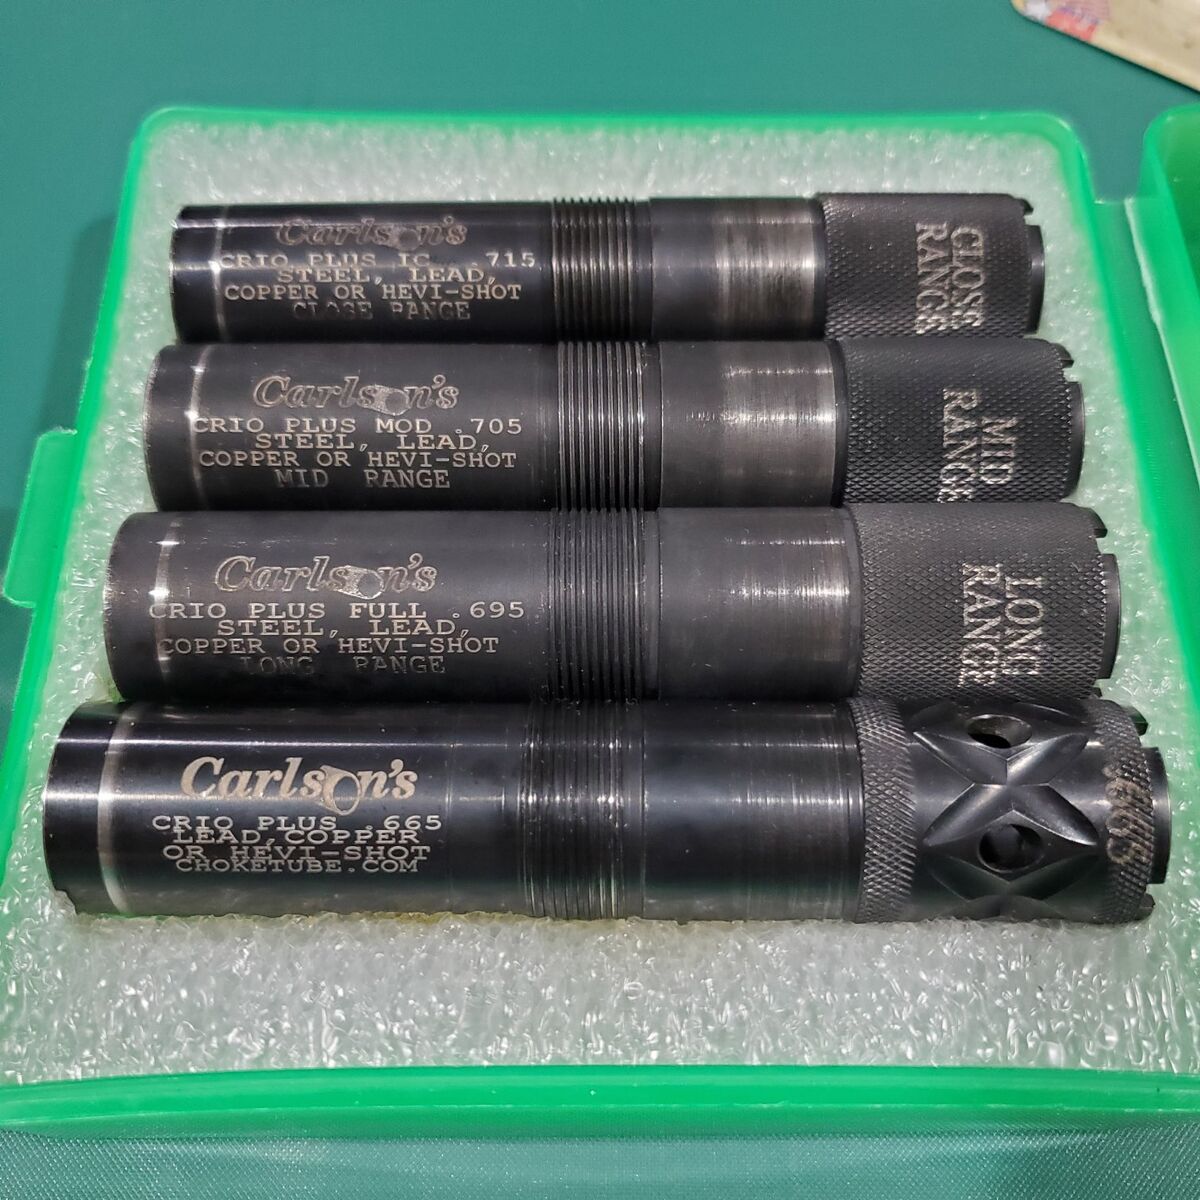 Carlson's
CRIO PLUS IC .715
STEEL, LEAD,
COPPER OR HEVI-SHOT
CLOSE RANGE
CLOSE
RANGE
Carlson's
CRIO PLUS MOD .705
STEEL, LEAD,
COPPER OR HEVI-SHOT
MID RANGE
MID
RANGE
Carlson's
CRIO PLUS FULL .695
STEEL, LEAD,
COPPER OR HEVI-SHOT
LONG RANGE
LONG
RANGE
Carlson's
CRIO PLUS .665
LEAD, COPPER
OR HEVI-SHOT
CHOKETUBE.COM
.665